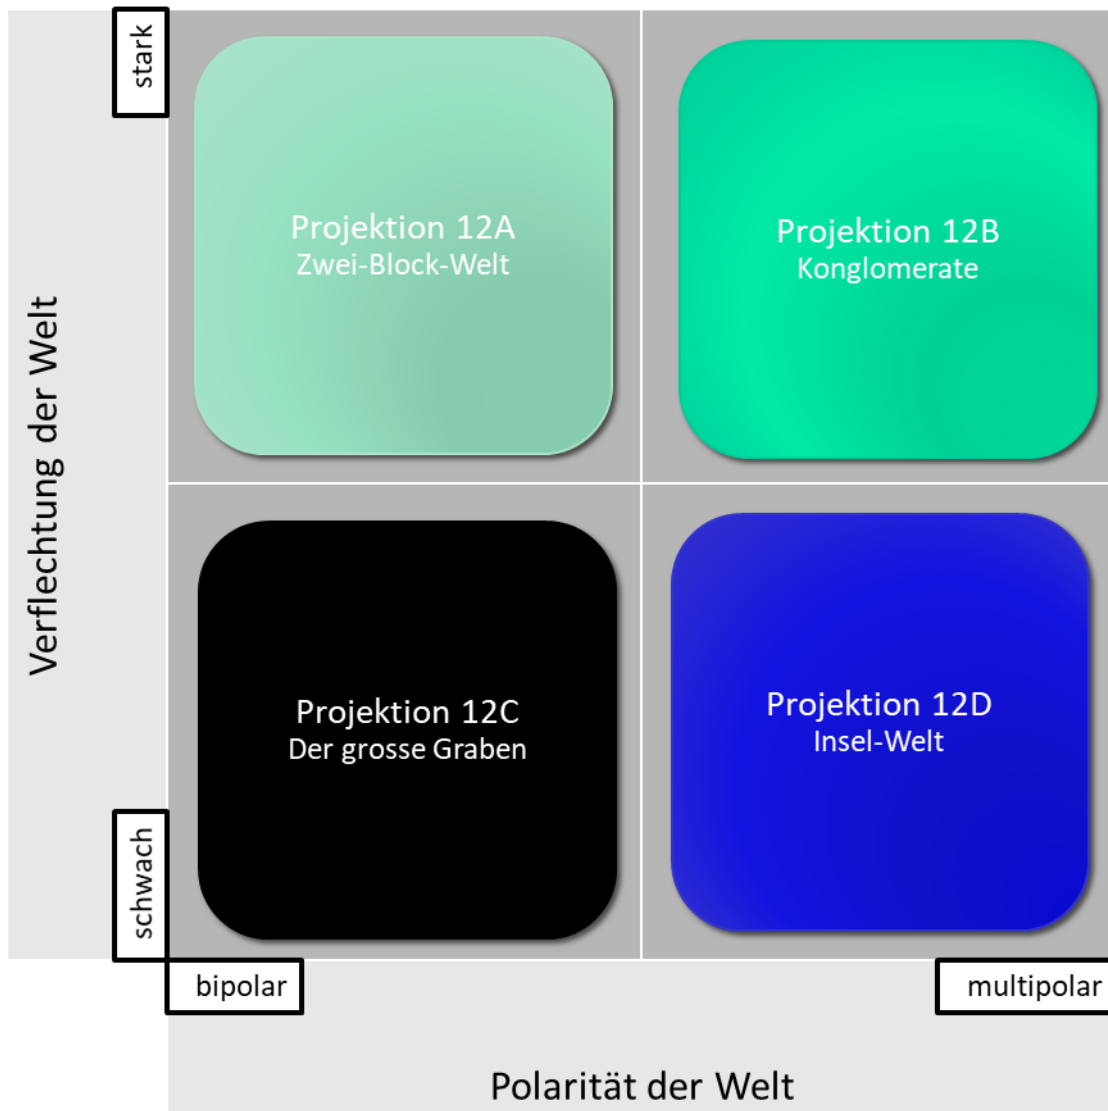 stark
Projektion 12A
Zwei-Block-Welt
Projektion 12B
Konglomerate
Verflechtung der Welt
Projektion 12C
Der grosse Graben
Projektion 12D
Insel-Welt
schwach
bipolar
multipolar
Polarität der Welt